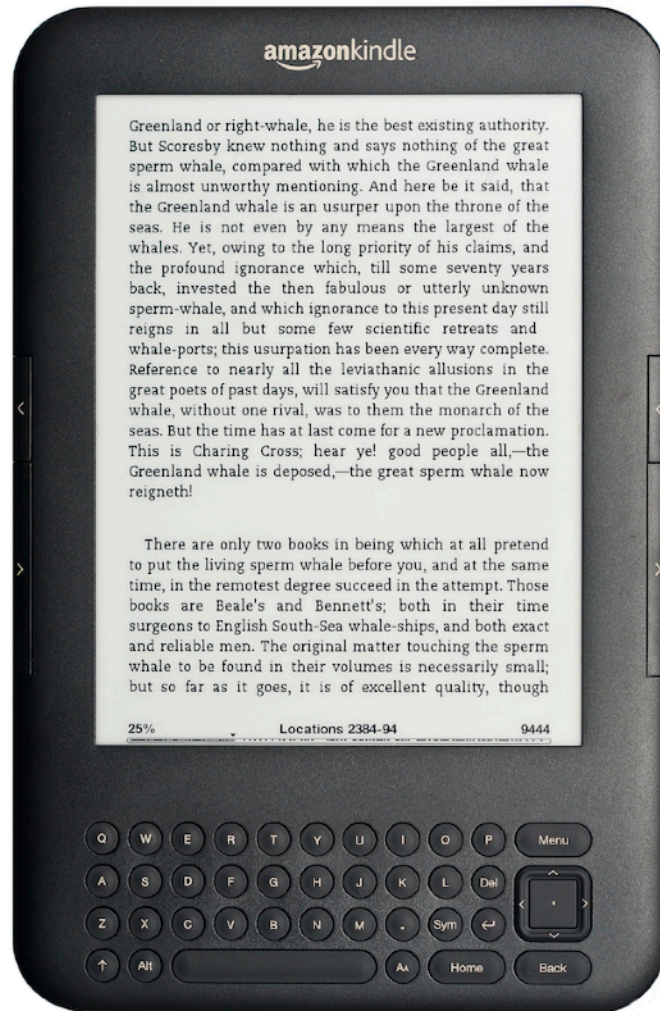 amazonkindle
Greenland or right-whale, he is the best existing authority.
But Scoresby knew nothing and says nothing of the great
sperm whale, compared with which the Greenland whale
is almost unworthy mentioning. And here be it said, that
the Greenland whale is an usurper upon the throne of the
seas. He is not even by any means the largest of the
whales. Yet, owing to the long priority of his claims, and
the profound ignorance which, till some seventy years
back, invested the then fabulous or utterly unknown
sperm-whale, and which ignorance to this present day still
reigns in all but some few scientific retreats and
whale-ports; this usurpation has been every way complete.
Reference to nearly all the leviathanic allusions in the
great poets of past days, will satisfy you that the Greenland
whale, without one rival, was to them the monarch of the
seas. But the time has at last come for a new proclamation.
This is Charing Cross; hear ye! good people all,—the
Greenland whale is deposed,—the great sperm whale now
reigneth!
There are only two books in being which at all pretend
to put the living sperm whale before you, and at the same
time, in the remotest degree succeed in the attempt. Those
books are Beale's and Bennett's; both in their time
surgeons to English South-Sea whale-ships, and both exact
and reliable men. The original matter touching the sperm
whale to be found in their volumes is necessarily small;
but so far as it goes, it is of excellent quality, though
25% Locations 2384-94 9444
Q W E R T Y U I O P Menu
A S D F G H J K L Del
Z X C V B N M . Sym ↵
↑ Alt AA Home Back